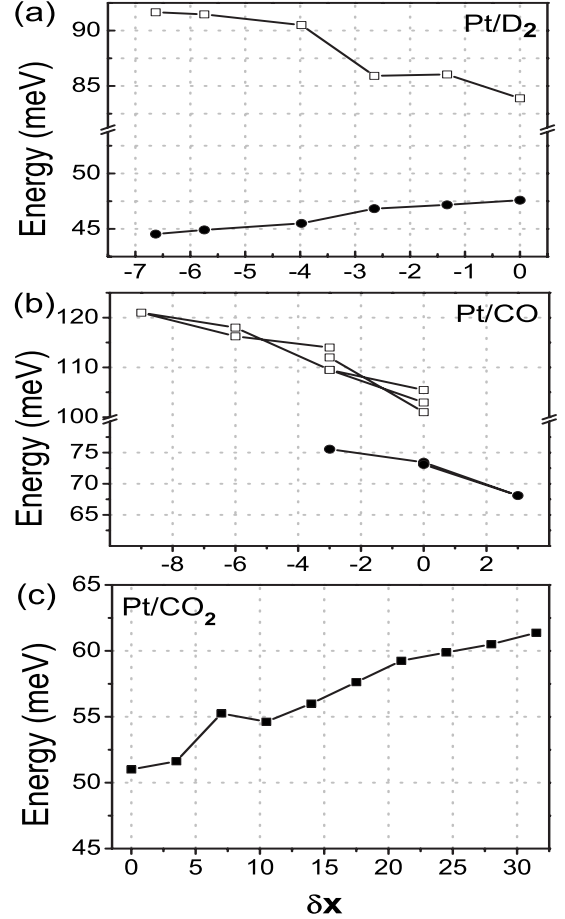 (a)
Pt/D2
Energy (meV)
90
85
50
45
-7 -6 -5 -4 -3 -2 -1 0
(b)
Pt/CO
Energy (meV)
120
110
100
75
70
65
-8 -6 -4 -2 0 2
(c)
Pt/CO2
Energy (meV)
65
60
55
50
45
0 5 10 15 20 25 30
δx